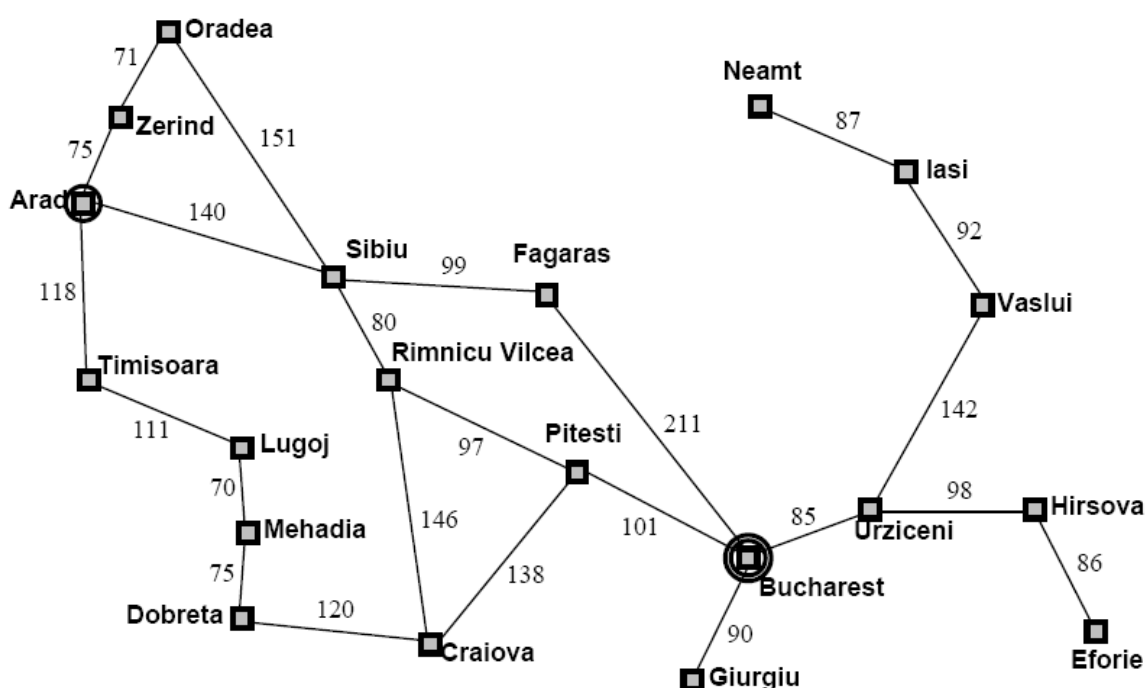 Oradea
71
Neamt
87
Zerind
151
75
Iasi
Arad
140
92
Sibiu
Fagaras
99
118
Vaslui
80
Timisoara
Rimnicu Vilcea
142
111
211
Lugoj
97
Pitesti
70
98
Hirsova
146
85
Urziceni
Mehadia
101
75
138
Bucharest
86
Dobreta
120
90
Craiova
Eforie
Giurgiu